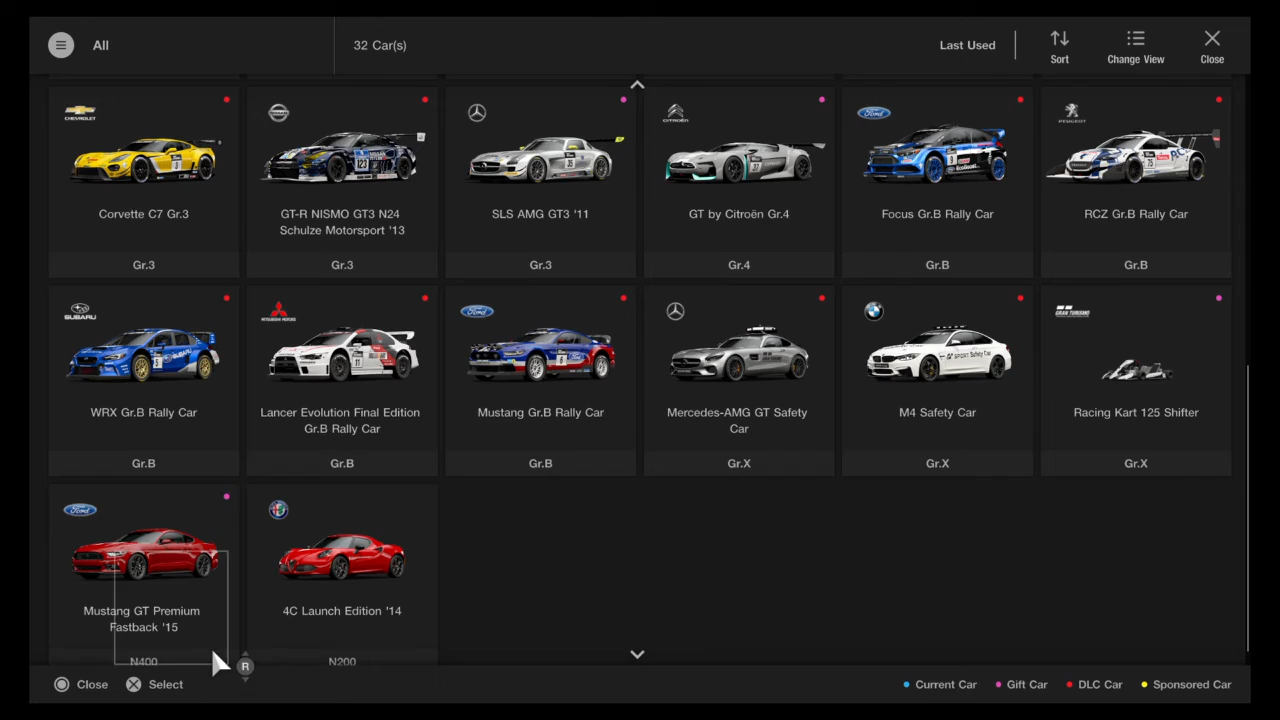 All
32 Car(s)
Last Used
Sort
Change View
Close
CHEVROLET
CITROËN
Ford
PEUGEOT
Corvette C7 Gr.3
GT-R NISMO GT3 N24
Schulze Motorsport '13
SLS AMG GT3 '11
GT by Citroën Gr.4
Focus Gr.B Rally Car
RCZ Gr.B Rally Car
Gr.3
Gr.3
Gr.3
Gr.4
Gr.B
Gr.B
SUBARU
MITSUBISHI MOTORS
Ford
GRAN TURISMO
WRX Gr.B Rally Car
Lancer Evolution Final Edition
Gr.B Rally Car
Mustang Gr.B Rally Car
Mercedes-AMG GT Safety
Car
M4 Safety Car
Racing Kart 125 Shifter
Gr.B
Gr.B
Gr.B
Gr.X
Gr.X
Gr.X
Ford
Mustang GT Premium
Fastback '15
4C Launch Edition '14
N400
N200
R
Close
Select
Current Car
Gift Car
DLC Car
Sponsored Car